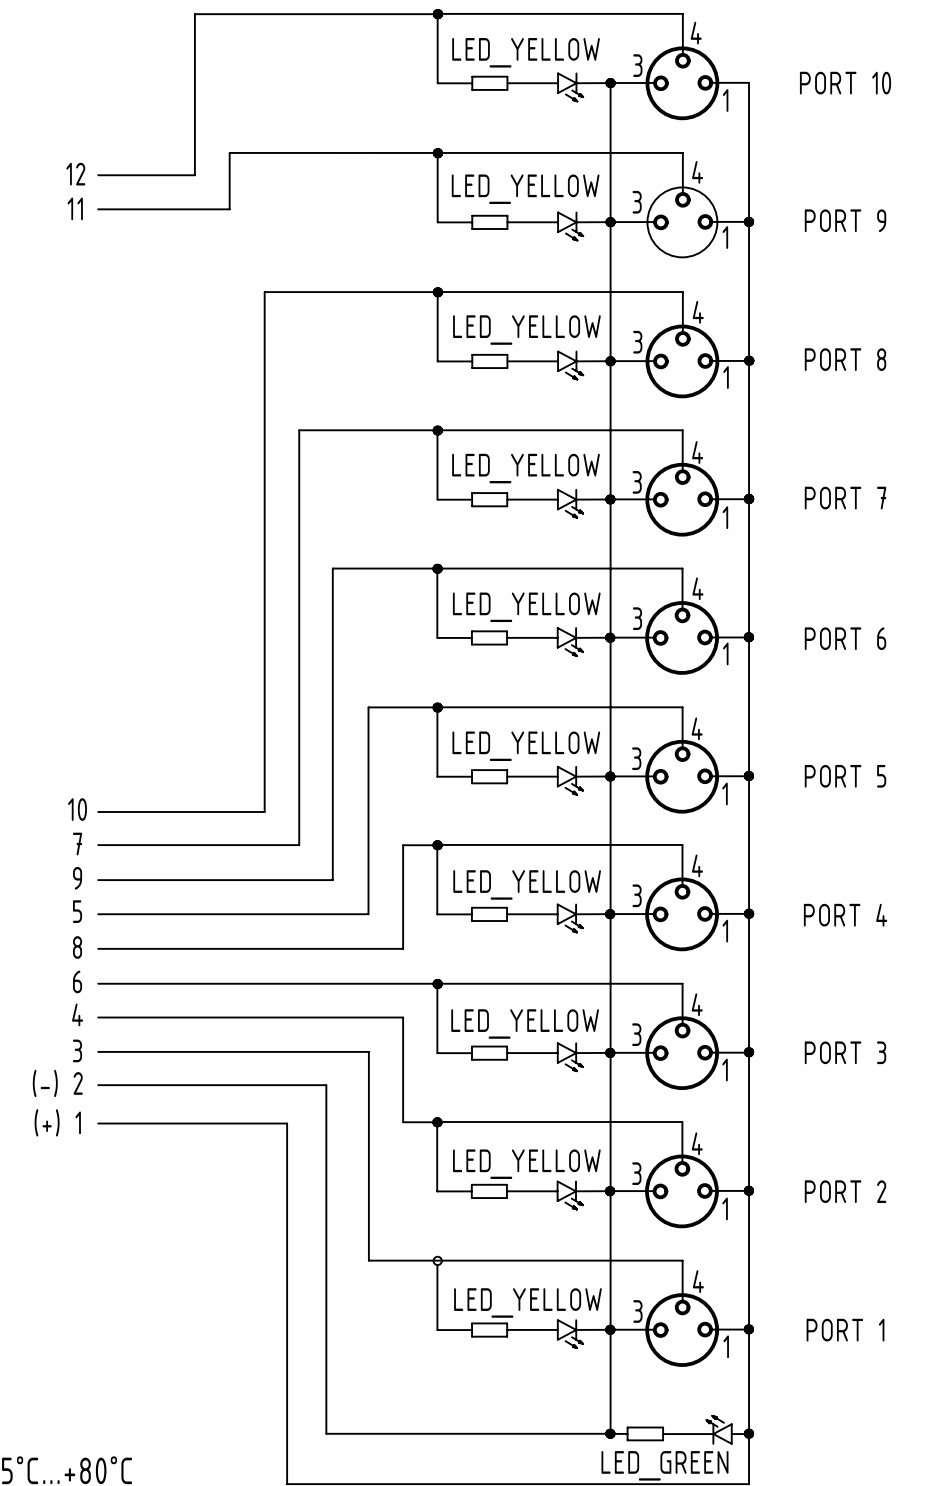 4
LED_YELLOW
3
1
PORT 10
12
4
LED_YELLOW
3
1
PORT 9
11
4
LED_YELLOW
3
1
PORT 8
4
LED_YELLOW
3
1
PORT 7
4
LED_YELLOW
3
1
PORT 6
4
LED_YELLOW
3
1
PORT 5
10
7
9
5
8
6
4
3
(-) 2
(+) 1
4
LED_YELLOW
3
1
PORT 4
4
LED_YELLOW
3
1
PORT 3
4
LED_YELLOW
3
1
PORT 2
4
LED_YELLOW
3
1
PORT 1
LED_GREEN
5°C...+80°C